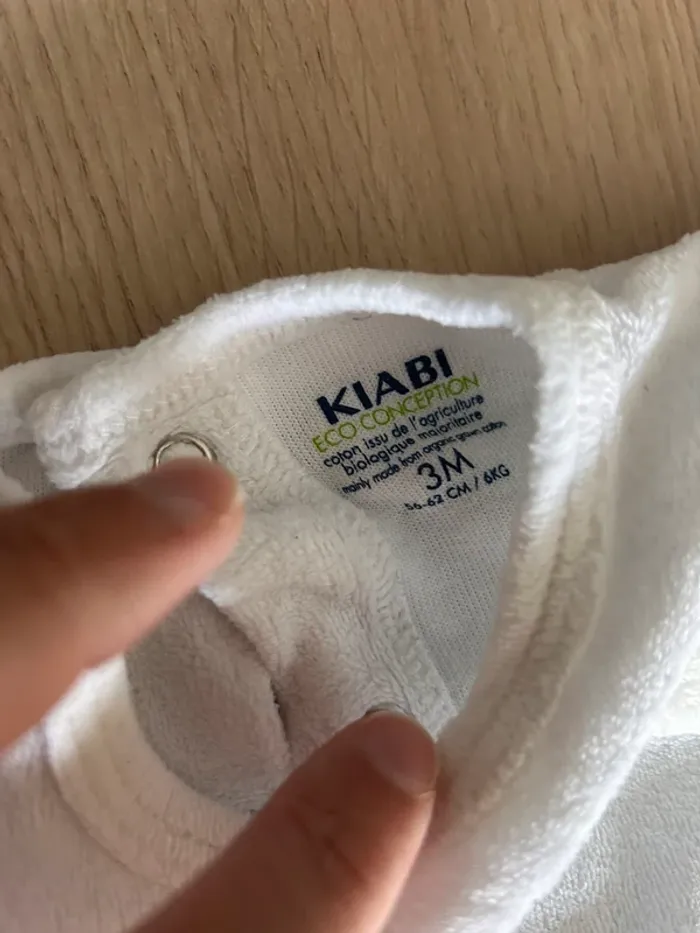 KIABI
ECO CONCEPTION
coton issu de l'agriculture
biologique majoritaire
mainly made from organic grown cotton
3M
56-62 CM / 6KG